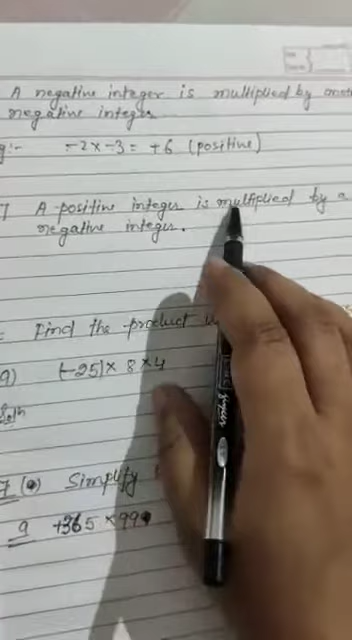 A negative integer is multiplied by
negative integer
-2 x -3 = +6 (positive)
A positive integer is multiplied by a
negative integer.
Find the product
a) (-25) x 8 x 4
Soln
Simplify
+365 x 99